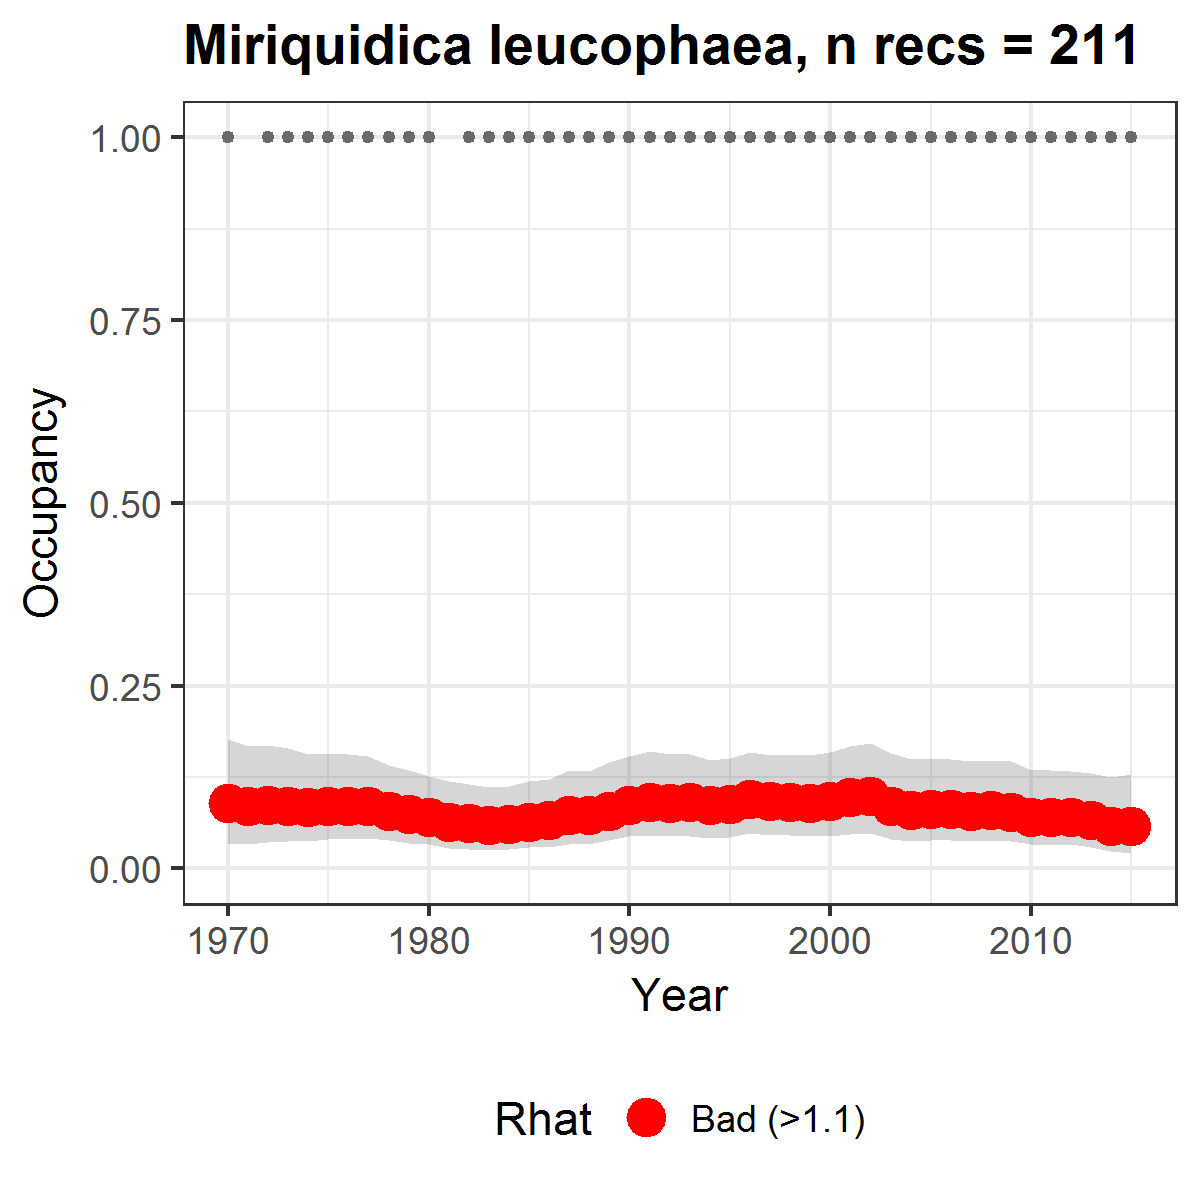 Miriquidica leucophaea, n recs = 211
1.00
0.75
0.50
0.25
0.00
Occupancy
1970 1980 1990 2000 2010
Year
Rhat Bad (>1.1)